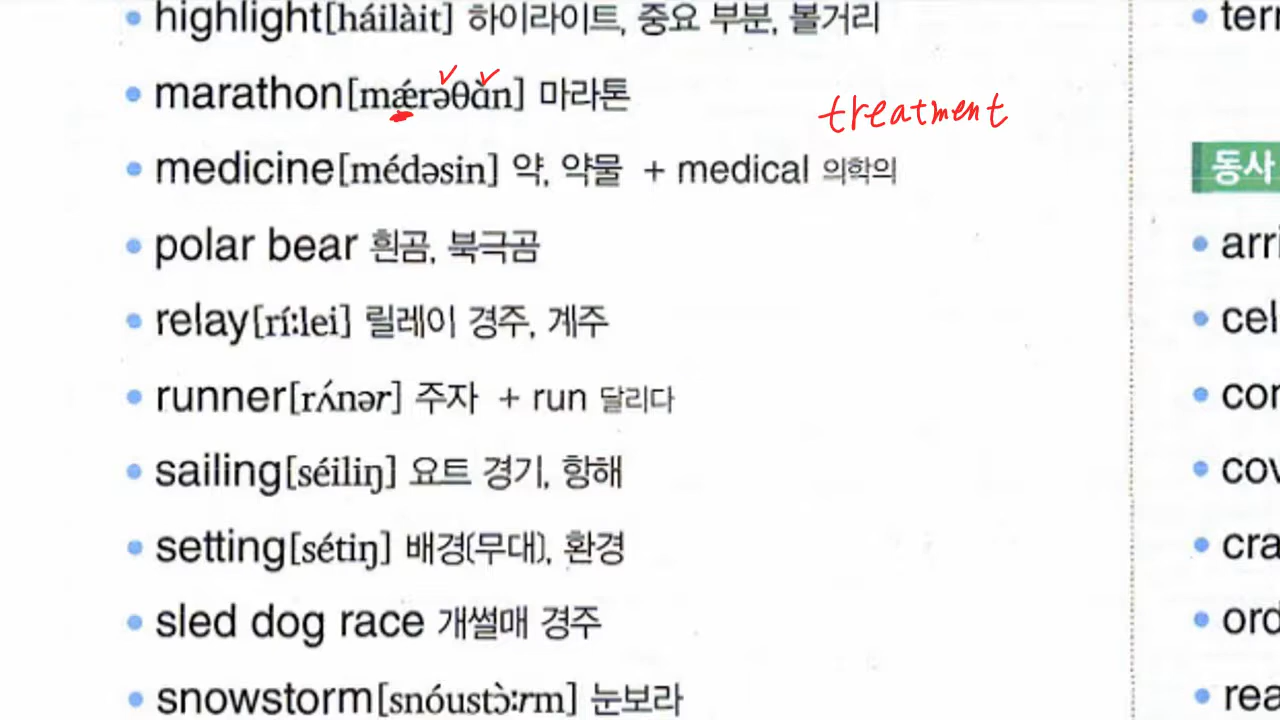 highlight[háilàit] 하이라이트, 중요 부분, 볼거리
marathon[mǽrəθɑ̀n] 마라톤
treatment
medicine[médəsin] 약, 약물 + medical 의학의
polar bear 흰곰, 북극곰
relay[ríːlei] 릴레이 경주, 계주
runner[rʌ́nər] 주자 + run 달리다
sailing[séiliŋ] 요트 경기, 항해
setting[sétiŋ] 배경(무대), 환경
sled dog race 개썰매 경주
snowstorm[snóustɔ̀ːrm] 눈보라
동사